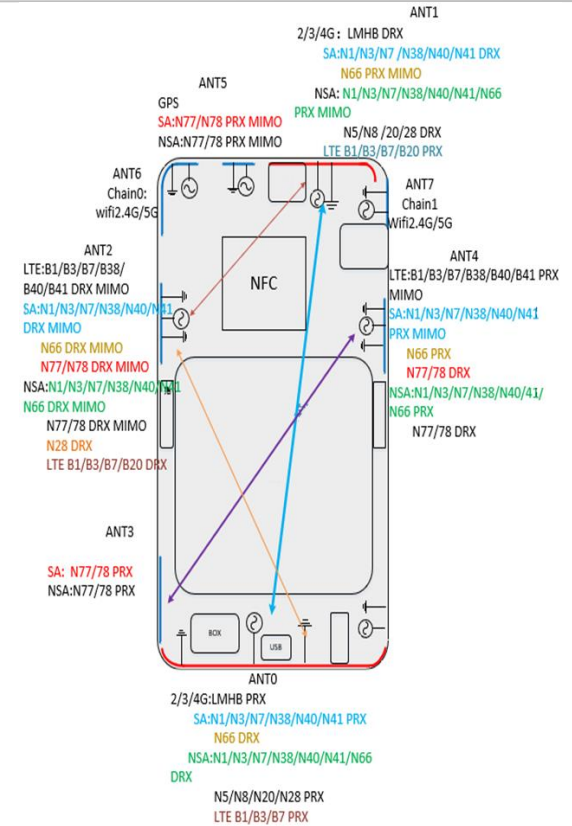 ANT1
2/3/4G: LMHB DRX
SA:N1/N3/N7 /N38/N40/N41 DRX
N66 PRX MIMO
NSA: N1/N3/N7/N38/N40/N41/N66
PRX MIMO
N5/N8 /20/28 DRX
LTE B1/B3/B7/B20 PRX
ANT5
GPS
SA:N77/N78 PRX MIMO
NSA:N77/78 PRX MIMO
ANT6
Chain0:
wifi2.4G/5G
ANT7
Chain1
Wifi2.4G/5G
ANT2
LTE:B1/B3/B7/B38/
B40/B41 DRX MIMO
SA:N1/N3/N7/N38/N40/N41
DRX MIMO
N66 DRX MIMO
N77/N78 DRX MIMO
NSA:N1/N3/N7/N38/N40/N41
N66 DRX MIMO
N77/78 DRX MIMO
N28 DRX
LTE B1/B3/B7/B20 DRX
NFC
ANT4
LTE:B1/B3/B7/B38/B40/B41 PRX
MIMO
SA:N1/N3/N7/N38/N40/N41
PRX MIMO
N66 PRX
N77/78 DRX
NSA:N1/N3/N7/N38/N40/41/
N66 PRX
N77/78 DRX
ANT3
SA: N77/78 PRX
NSA:N77/78 PRX
BOX
USB
ANT0
2/3/4G:LMHB PRX
SA:N1/N3/N7/N38/N40/N41 PRX
N66 DRX
NSA:N1/N3/N7/N38/N40/N41/N66
DRX
N5/N8/N20/N28 PRX
LTE B1/B3/B7 PRX